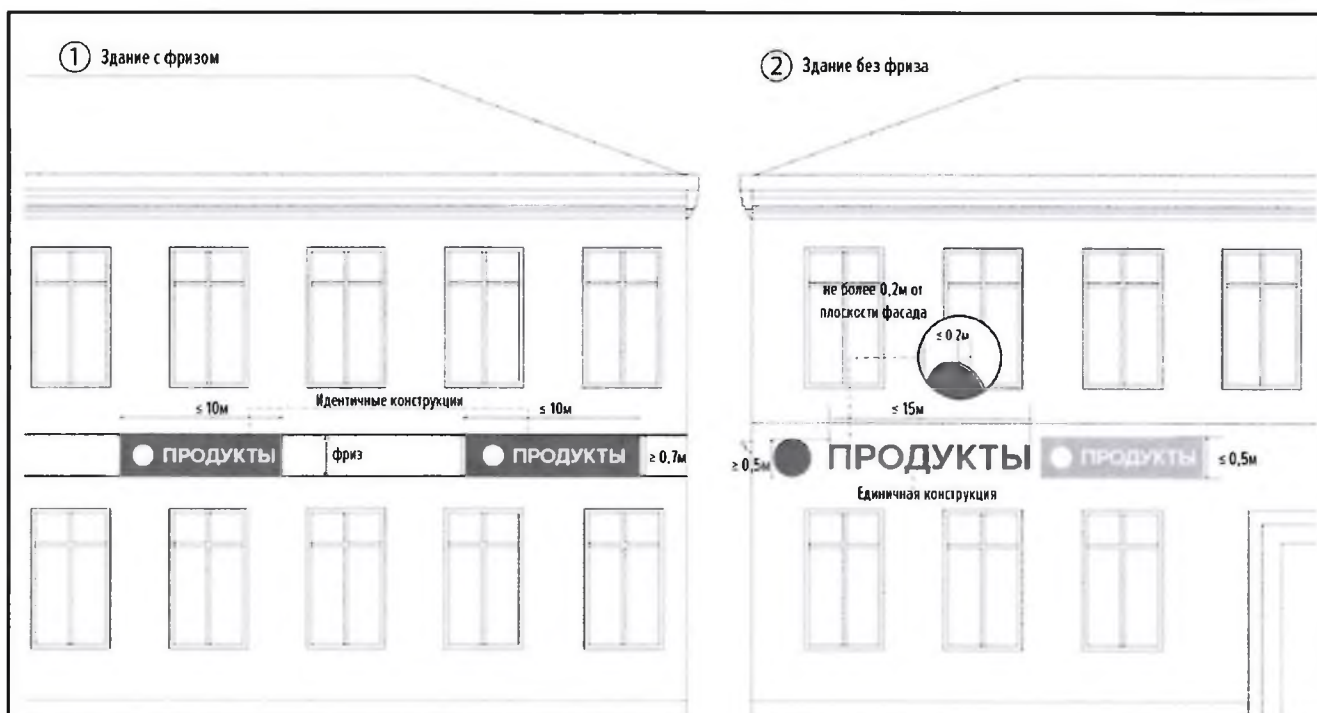 1 Здание с фризом
Идентичные конструкции
≤ 10м
≤ 10м
ПРОДУКТЫ
фриз
ПРОДУКТЫ
≥ 0,7м
2 Здание без фриза
не более 0,2м от
плоскости фасада
≤ 0 2м
≤ 15м
≥ 0,5м
ПРОДУКТЫ
ПРОДУКТЫ
≤ 0,5м
Единичная конструкция